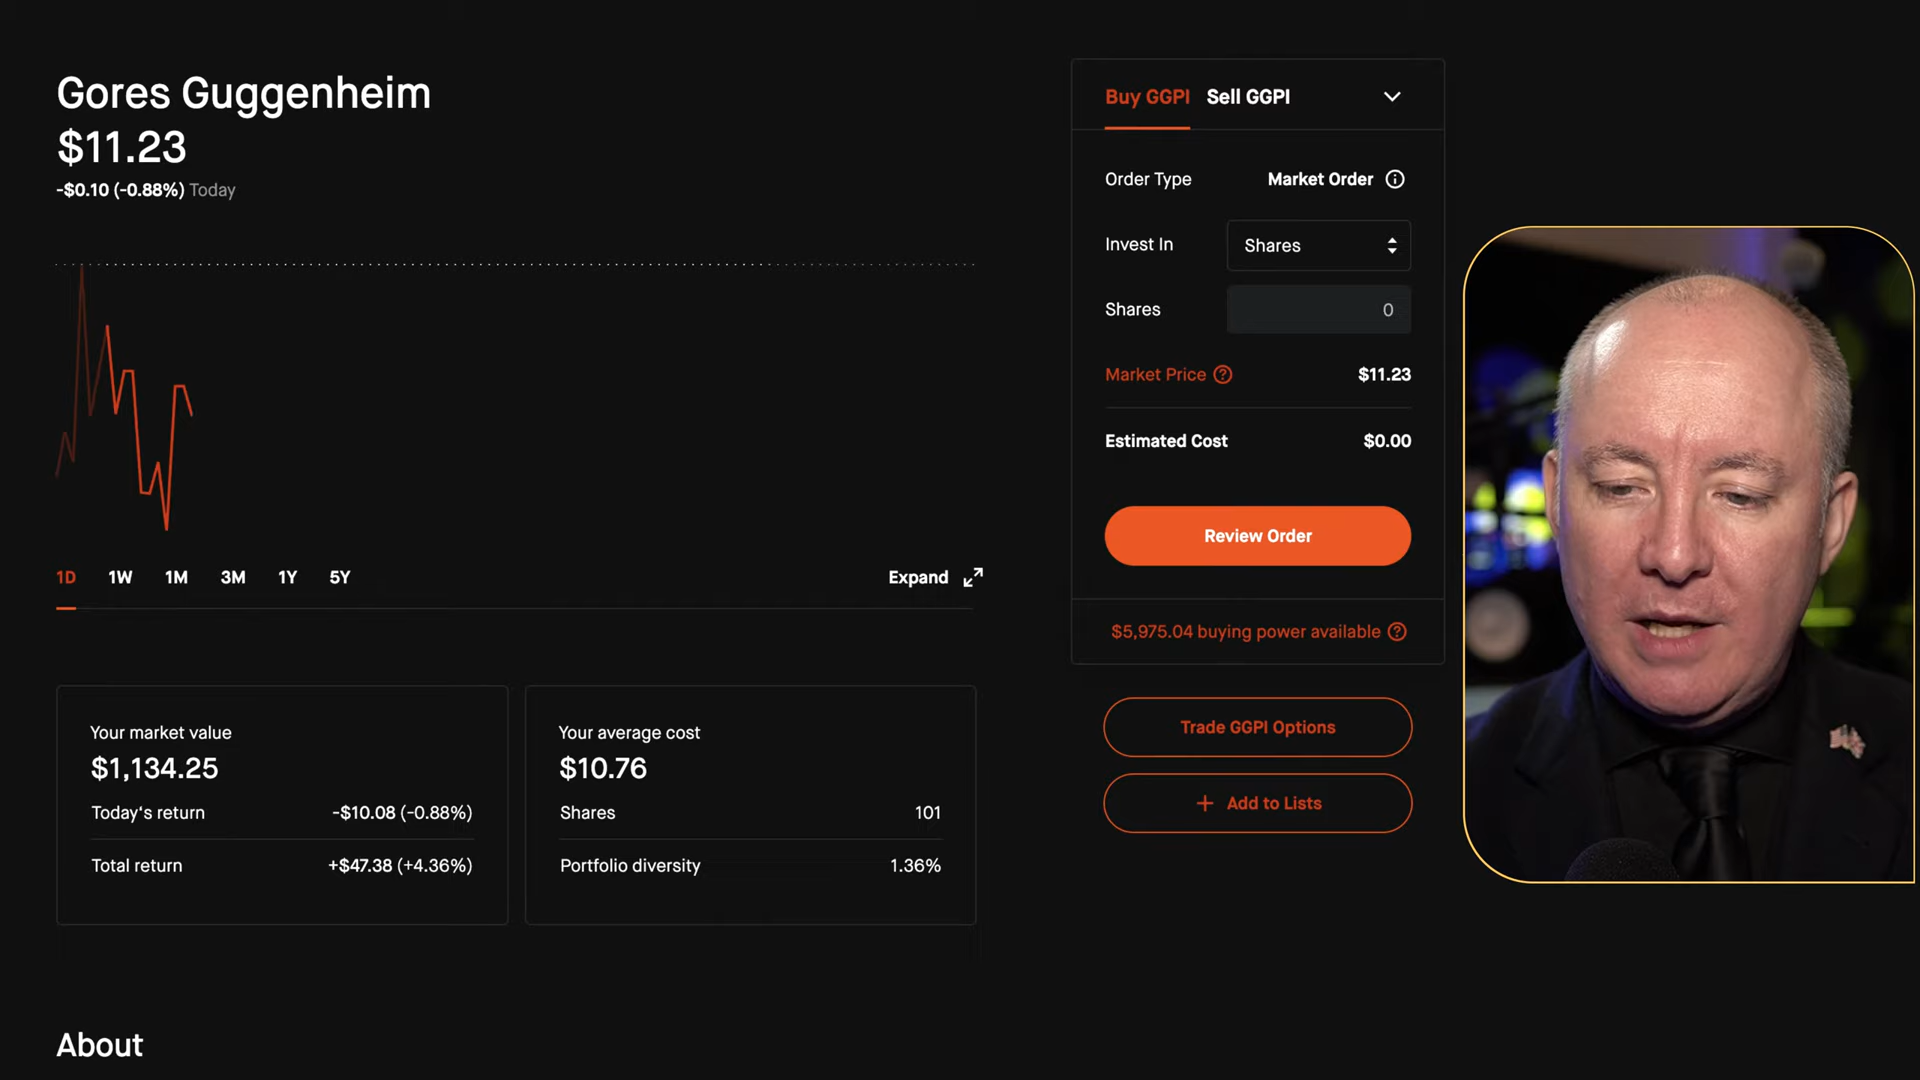 Gores Guggenheim
$11.23
-$0.10 (-0.88%) Today
1D 1W 1M 3M 1Y 5Y
Expand
Your market value
$1,134.25
Today's return -$10.08 (-0.88%)
Total return +$47.38 (+4.36%)
Your average cost
$10.76
Shares 101
Portfolio diversity 1.36%
About
Buy GGPI Sell GGPI
Order Type Market Order
Invest In Shares
Shares 0
Market Price $11.23
Estimated Cost $0.00
Review Order
$5,975.04 buying power available
Trade GGPI Options
+ Add to Lists